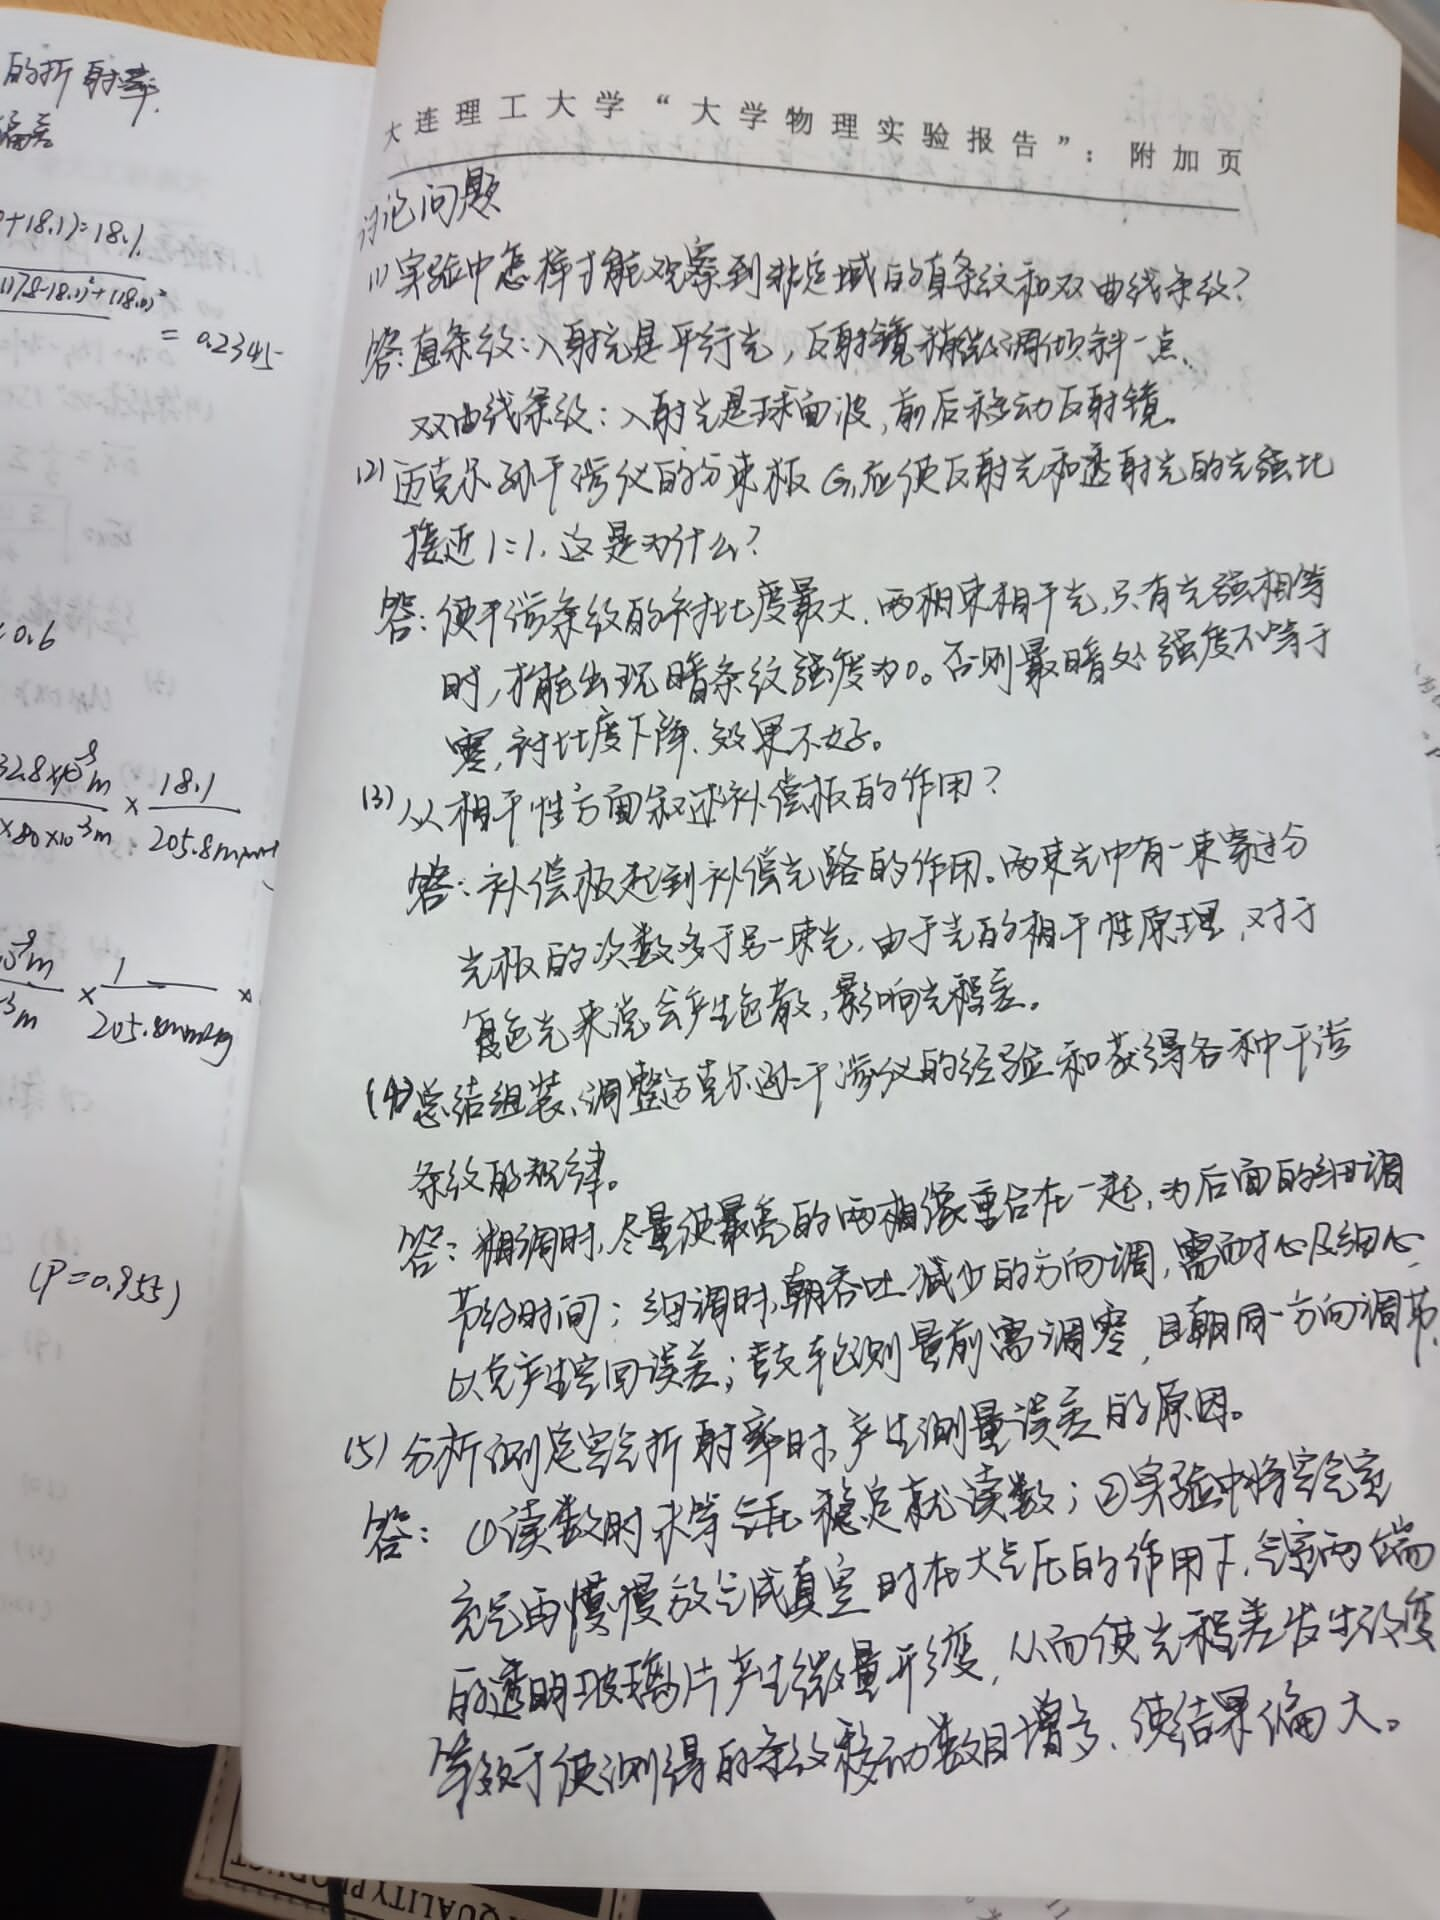 的折射率
偏差
+18.1)=18.1
=0.2345
0.6
18.1
205.8mmH
1
205.8mmHg
(P=0.955)
大连理工大学“大学物理实验报告”：附加页
讨论问题
(1)实验中怎样才能观察到非定域的直条纹和双曲线条纹?
答:直条纹:入射光是平行光,反射镜稍微调倾斜一点、
双曲线条纹:入射光是球面波,前后移动反射镜。
(2)迈克尔孙干涉仪的分束板G₁应使反射光和透射光的光强比
接近1:1.这是为什么?
答:使干涉条纹的衬比度最大.两相束相干光,只有光强相等
时,才能出现暗条纹强度为0。否则最暗处强度不等于
零,衬比度下降.效果不好。
(3)从相干性方面叙述补偿板的作用?
答:补偿板起到补偿光路的作用。两束光中有一束穿过分
光板的次数多于另一束光.由于光的相干性原理,对于
复色光来说会产生色散,影响光程差。
(4)总结组装、调整迈克尔逊干涉仪的经验和获得各种干涉
条纹的规律。
答:粗调时,尽量使最亮的两相像重合在一起,为后面的细调
节约时间;细调时,朝吞吐减少的方向调,需耐心及细心,
以免产生空回误差;鼓轮测量前需调零,且朝同一方向调节.
(5)分析测定空气折射率时,产生测量误差的原因。
答:①读数时未等气压稳定就读数;②实验中将空气室
充气再慢慢放气成真空时在大气压的作用下,气室两端
的透明玻璃片产生微量形变,从而使光程差发生改变
等效于使测得的条纹移动数目增多、使结果偏大。
QUALITY PRODUCT